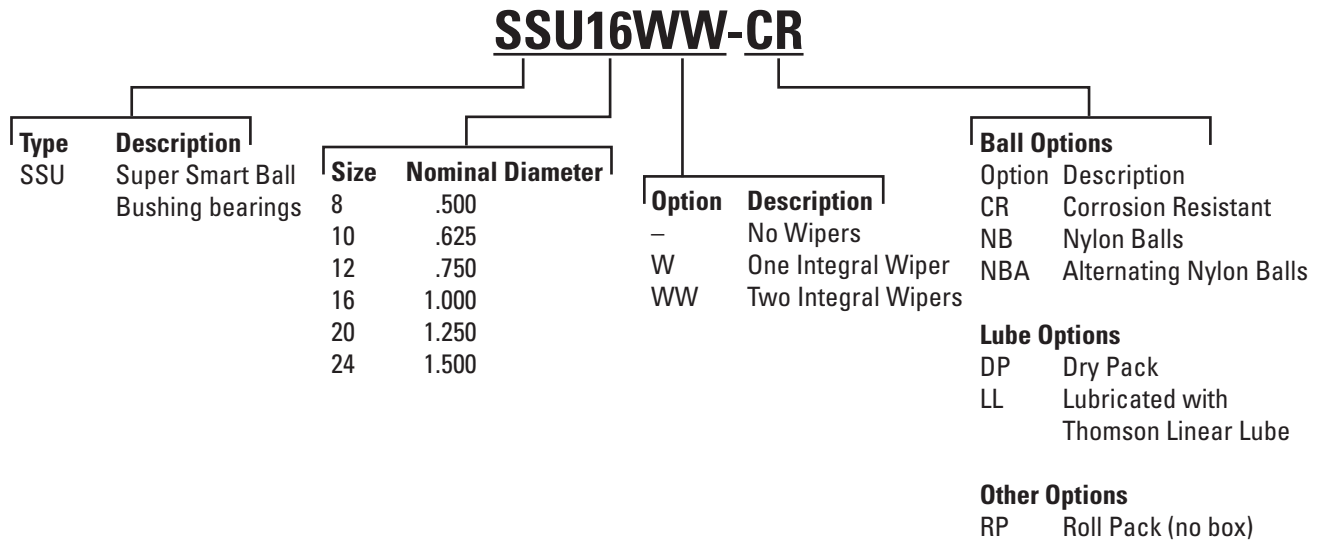 SSU16WW-CR
Type Description
SSU Super Smart Ball
Bushing bearings
Size Nominal Diameter
8 .500
10 .625
12 .750
16 1.000
20 1.250
24 1.500
Option Description
– No Wipers
W One Integral Wiper
WW Two Integral Wipers
Ball Options
Option Description
CR Corrosion Resistant
NB Nylon Balls
NBA Alternating Nylon Balls
Lube Options
DP Dry Pack
LL Lubricated with
Thomson Linear Lube
Other Options
RP Roll Pack (no box)